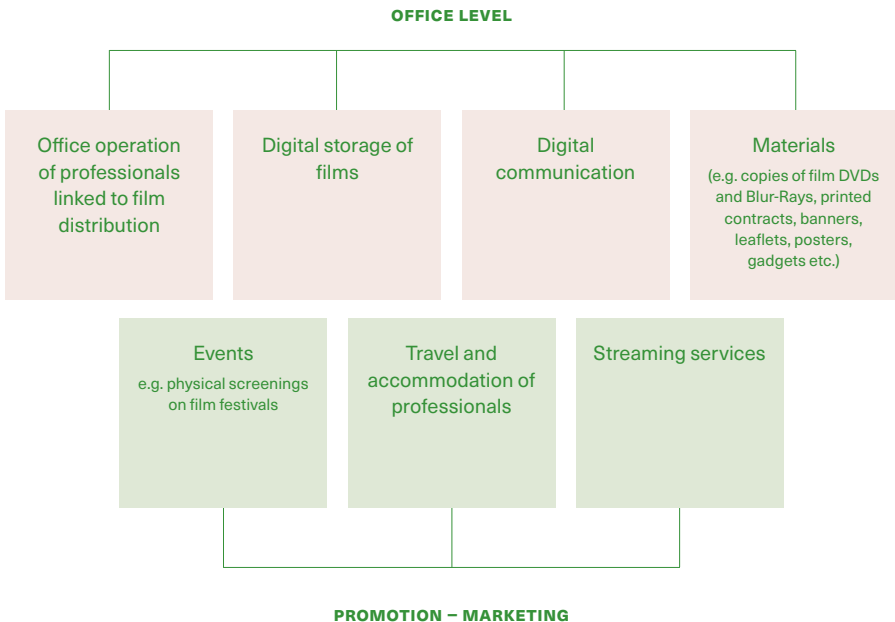 OFFICE LEVEL
Office operation
of professionals
linked to film
distribution
Digital storage of
films
Digital
communication
Materials
(e.g. copies of film DVDs
and Blur-Rays, printed
contracts, banners,
leaflets, posters,
gadgets etc.)
Events
e.g. physical screenings
on film festivals
Travel and
accommodation of
professionals
Streaming services
PROMOTION – MARKETING